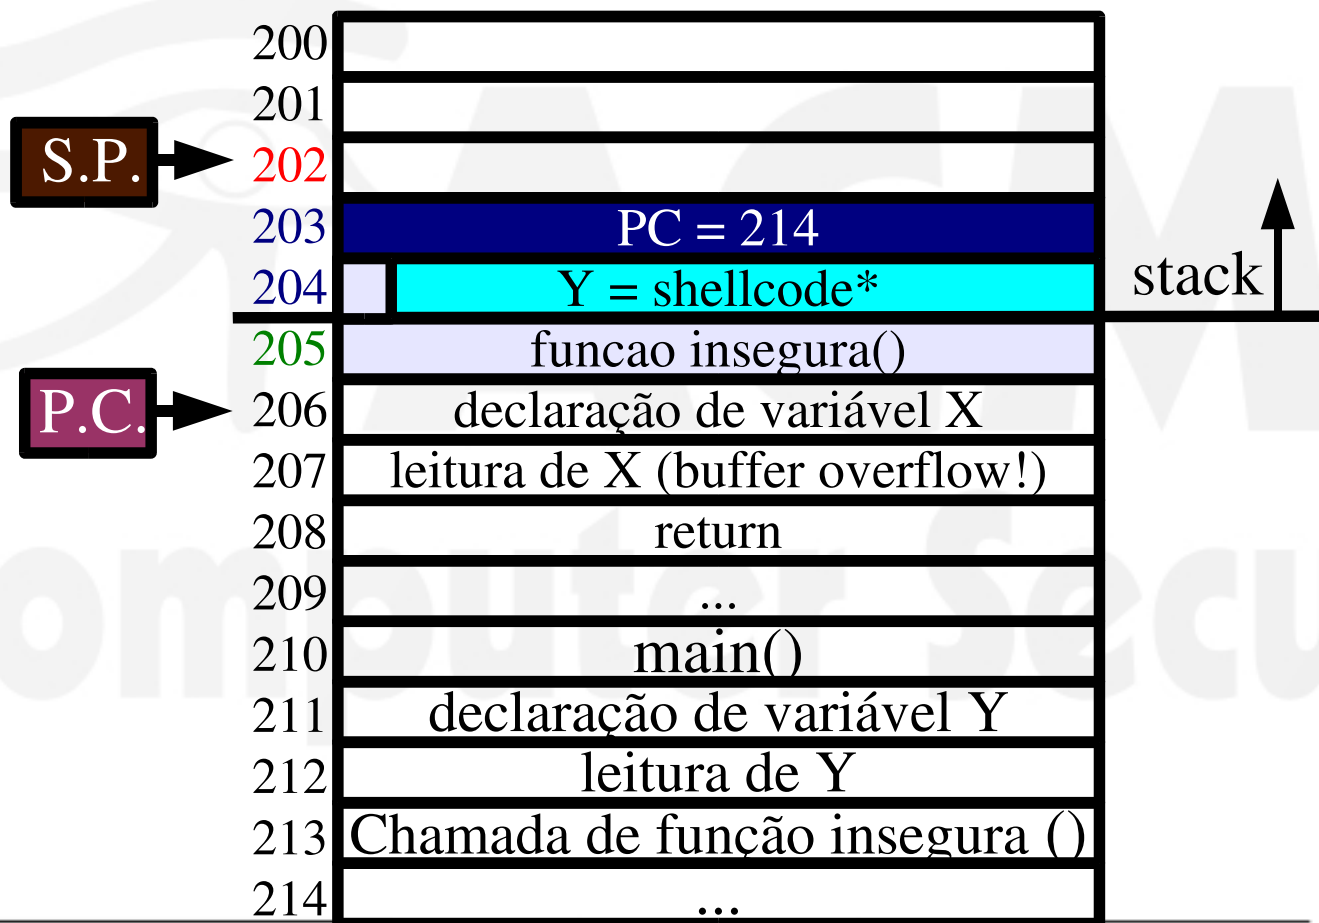 200
201
S.P. 202
203 PC = 214
204 Y = shellcode* stack
205 funcao insegura()
P.C. 206 declaração de variável X
207 leitura de X (buffer overflow!)
208 return
209 ...
210 main()
211 declaração de variável Y
212 leitura de Y
213 Chamada de função insegura ()
214 ...